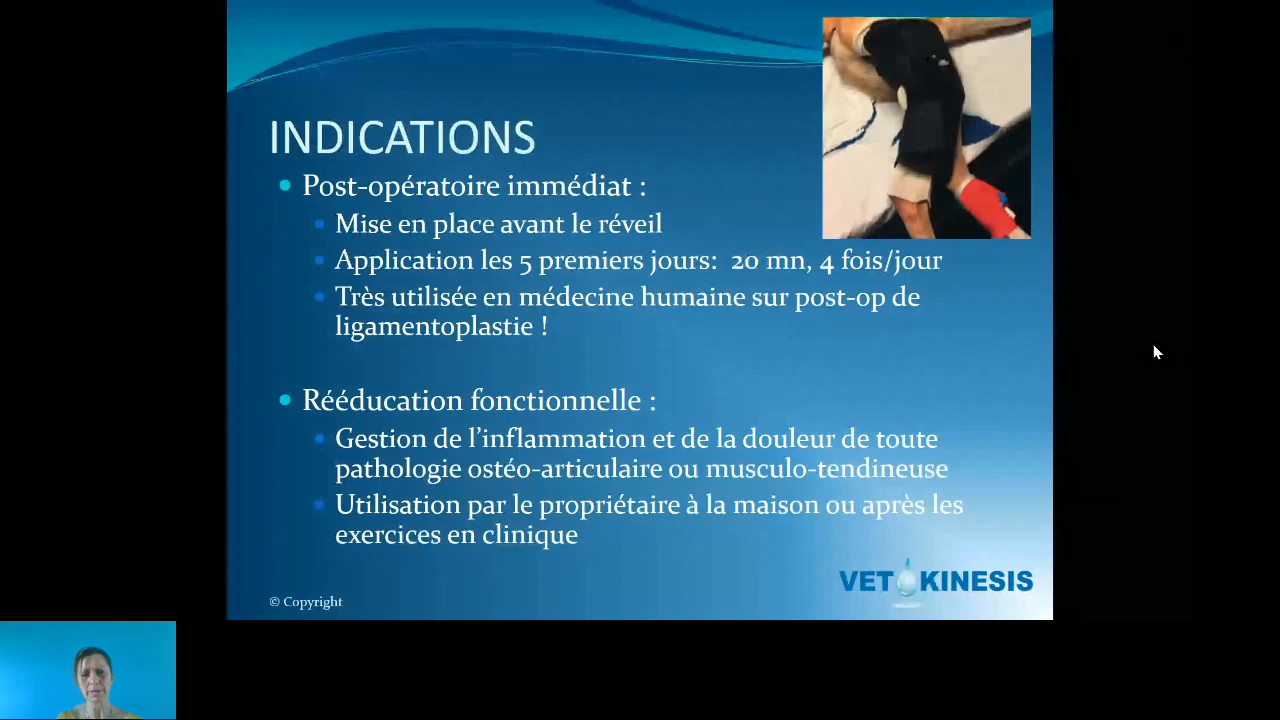 INDICATIONS
Post-opératoire immédiat :
Mise en place avant le réveil
Application les 5 premiers jours:  20 mn, 4 fois/jour
Très utilisée en médecine humaine sur post-op de
ligamentoplastie !
Rééducation fonctionnelle :
Gestion de l'inflammation et de la douleur de toute
pathologie ostéo-articulaire ou musculo-tendineuse
Utilisation par le propriétaire à la maison ou après les
exercices en clinique
VET KINESIS
© Copyright